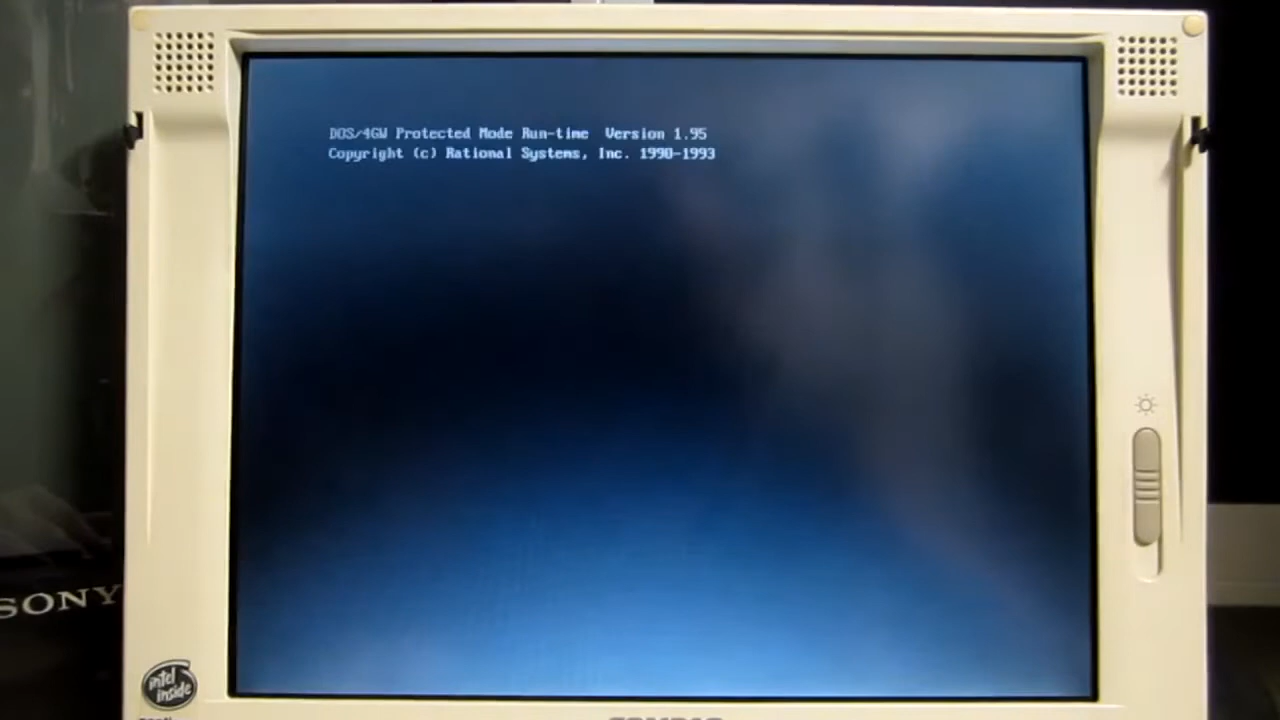 DOS/4GW Protected Mode Run-time Version 1.95
Copyright (c) Rational Systems, Inc. 1990-1993
SONY
intel
inside